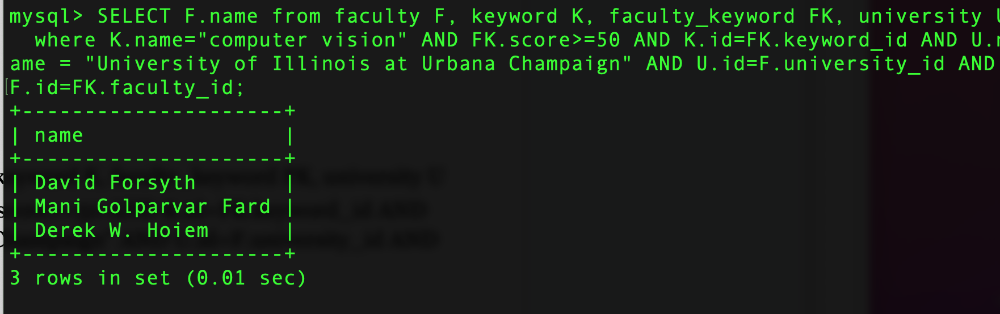 mysql> SELECT F.name from faculty F, keyword K, faculty_keyword FK, university U
where K.name="computer vision" AND FK.score>=50 AND K.id=FK.keyword_id AND U.n
ame = "University of Illinois at Urbana Champaign" AND U.id=F.university_id AND
[F.id=FK.faculty_id;
+---------------------+
| name                |
+---------------------+
| David Forsyth       |
| Mani Golparvar Fard |
| Derek W. Hoiem      |
+---------------------+
3 rows in set (0.01 sec)